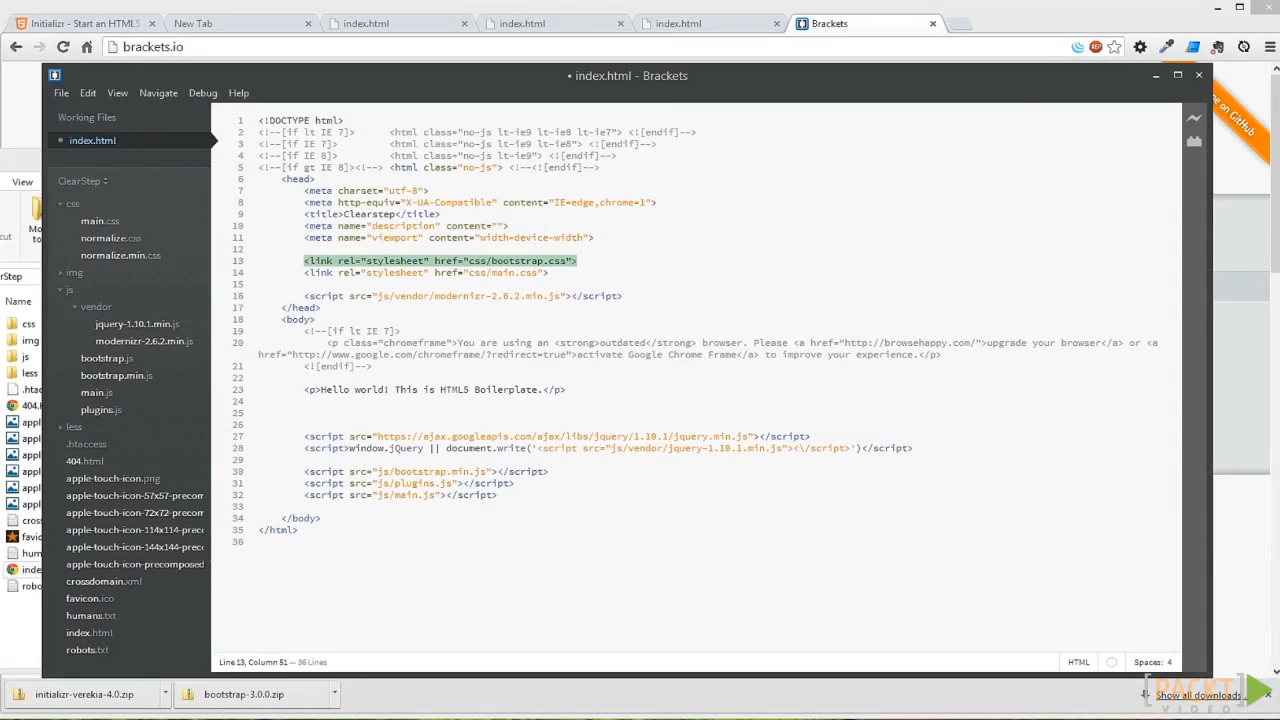 Initializr - Start an HTML5
New Tab
index.html
index.html
index.html
Brackets
brackets.io
ABP
me on GitHub
• index.html - Brackets
File Edit View Navigate Debug Help
Working Files
index.html
ClearStep
css
main.css
normalize.css
normalize.min.css
img
js
vendor
jquery-1.10.1.min.js
modernizr-2.6.2.min.js
bootstrap.js
bootstrap.min.js
main.js
plugins.js
less
.htaccess
404.html
apple-touch-icon.png
apple-touch-icon-57x57-precom
apple-touch-icon-72x72-precom
apple-touch-icon-114x114-prec
apple-touch-icon-144x144-prec
apple-touch-icon-precomposed
crossdomain.xml
favicon.ico
humans.txt
index.html
robots.txt
1 <!DOCTYPE html>
2 <!--[if lt IE 7]> <html class="no-js lt-ie9 lt-ie8 lt-ie7"> <![endif]-->
3 <!--[if IE 7]> <html class="no-js lt-ie9 lt-ie8"> <![endif]-->
4 <!--[if IE 8]> <html class="no-js lt-ie9"> <![endif]-->
5 <!--[if gt IE 8]><!--> <html class="no-js"> <!--<![endif]-->
6 <head>
7 <meta charset="utf-8">
8 <meta http-equiv="X-UA-Compatible" content="IE=edge,chrome=1">
9 <title>Clearstep</title>
10 <meta name="description" content="">
11 <meta name="viewport" content="width=device-width">
12
13 <link rel="stylesheet" href="css/bootstrap.css">
14 <link rel="stylesheet" href="css/main.css">
15
16 <script src="js/vendor/modernizr-2.6.2.min.js"></script>
17 </head>
18 <body>
19 <!--[if lt IE 7]>
20 <p class="chromeframe">You are using an <strong>outdated</strong> browser. Please <a href="http://browsehappy.com/">upgrade your browser</a> or <a
href="http://www.google.com/chromeframe/?redirect=true">activate Google Chrome Frame</a> to improve your experience.</p>
21 <![endif]-->
22
23 <p>Hello world! This is HTML5 Boilerplate.</p>
24
25
26
27 <script src="https://ajax.googleapis.com/ajax/libs/jquery/1.10.1/jquery.min.js"></script>
28 <script>window.jQuery || document.write('<script src="js/vendor/jquery-1.10.1.min.js"><\/script>')</script>
29
30 <script src="js/bootstrap.min.js"></script>
31 <script src="js/plugins.js"></script>
32 <script src="js/main.js"></script>
33
34 </body>
35 </html>
36
Line 13, Column 51 — 36 Lines
HTML
Spaces: 4
View
Mo
to
cut
rStep
Name
css
img
js
less
.htac
404.
appl
appl
appl
appl
appl
appl
cross
favic
hum
inde
robo
initializr-verekia-4.0.zip
bootstrap-3.0.0.zip
Show all downloads...
PACKT
VIDEO